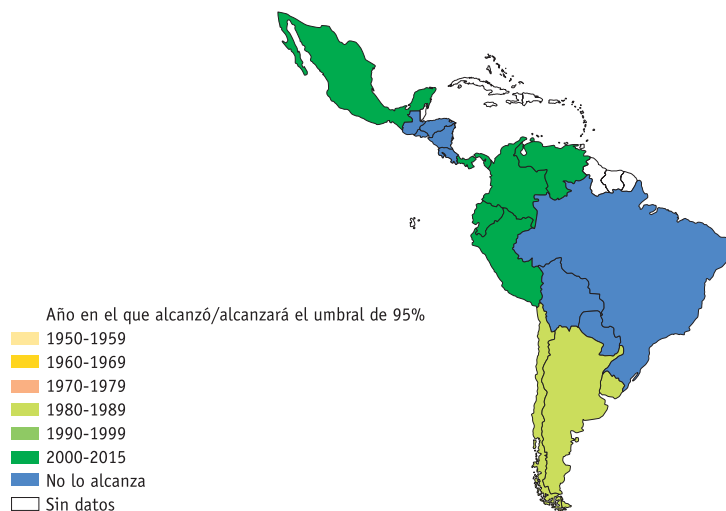 Año en el que alcanzó/alcanzará el umbral de 95%
1950-1959
1960-1969
1970-1979
1980-1989
1990-1999
2000-2015
No lo alcanza
Sin datos